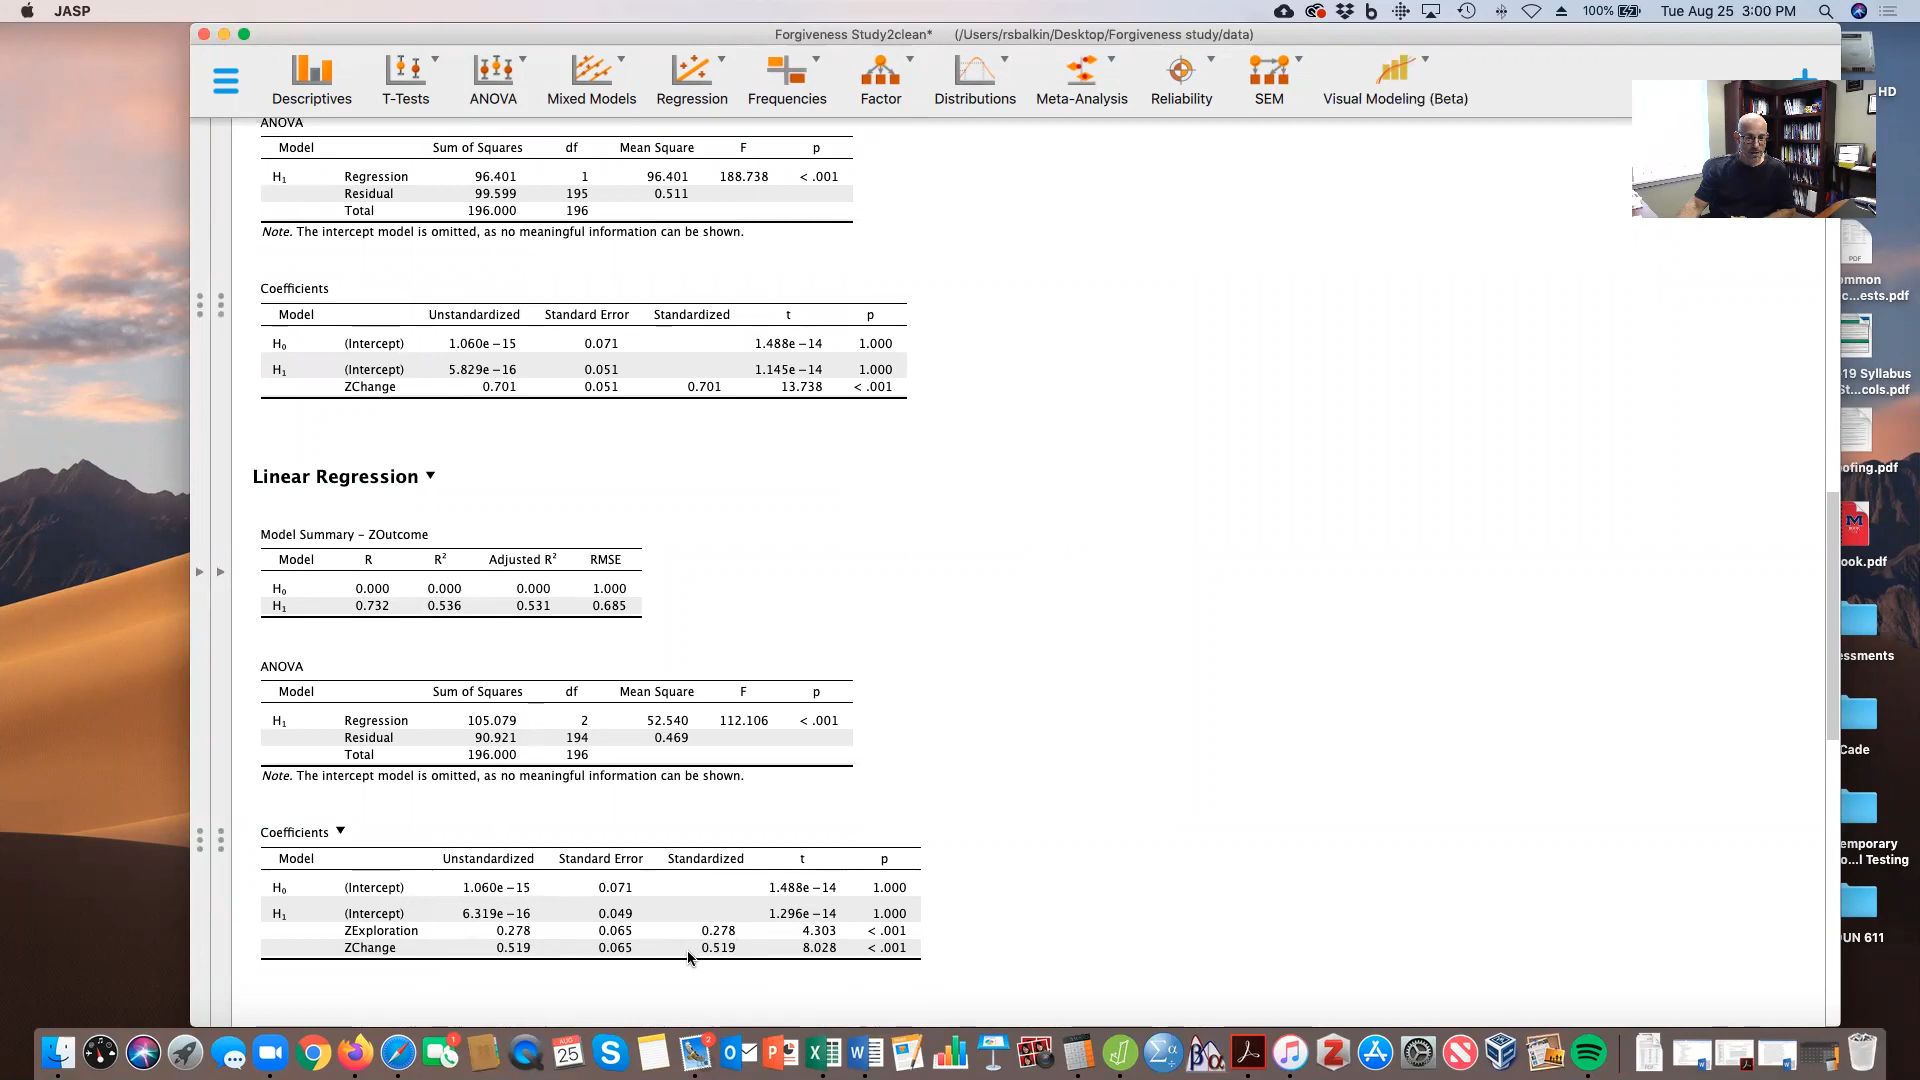 JASP
100%
Tue Aug 25 3:00 PM
Forgiveness Study2clean* (/Users/rsbalkin/Desktop/Forgiveness study/data)
Descriptives T-Tests ANOVA Mixed Models Regression Frequencies Factor Distributions Meta-Analysis Reliability SEM Visual Modeling (Beta)
HD
ANOVA
Model Sum of Squares df Mean Square F p
H₁ Regression 96.401 1 96.401 188.738 < .001
Residual 99.599 195 0.511
Total 196.000 196
Note. The intercept model is omitted, as no meaningful information can be shown.
Coefficients
Model Unstandardized Standard Error Standardized t p
H₀ (Intercept) 1.060e −15 0.071 1.488e −14 1.000
H₁ (Intercept) 5.829e −16 0.051 1.145e −14 1.000
ZChange 0.701 0.051 0.701 13.738 < .001
Linear Regression
Model Summary – ZOutcome
Model R R² Adjusted R² RMSE
H₀ 0.000 0.000 0.000 1.000
H₁ 0.732 0.536 0.531 0.685
ANOVA
Model Sum of Squares df Mean Square F p
H₁ Regression 105.079 2 52.540 112.106 < .001
Residual 90.921 194 0.469
Total 196.000 196
Note. The intercept model is omitted, as no meaningful information can be shown.
Coefficients
Model Unstandardized Standard Error Standardized t p
H₀ (Intercept) 1.060e −15 0.071 1.488e −14 1.000
H₁ (Intercept) 6.319e −16 0.049 1.296e −14 1.000
ZExploration 0.278 0.065 0.278 4.303 < .001
ZChange 0.519 0.065 0.519 8.028 < .001
PDF
ommon
c...ests.pdf
-19 Syllabus
St...cols.pdf
ofing.pdf
M
ook.pdf
essments
Cade
emporary
o...l Testing
UN 611
1
AUG
25
2